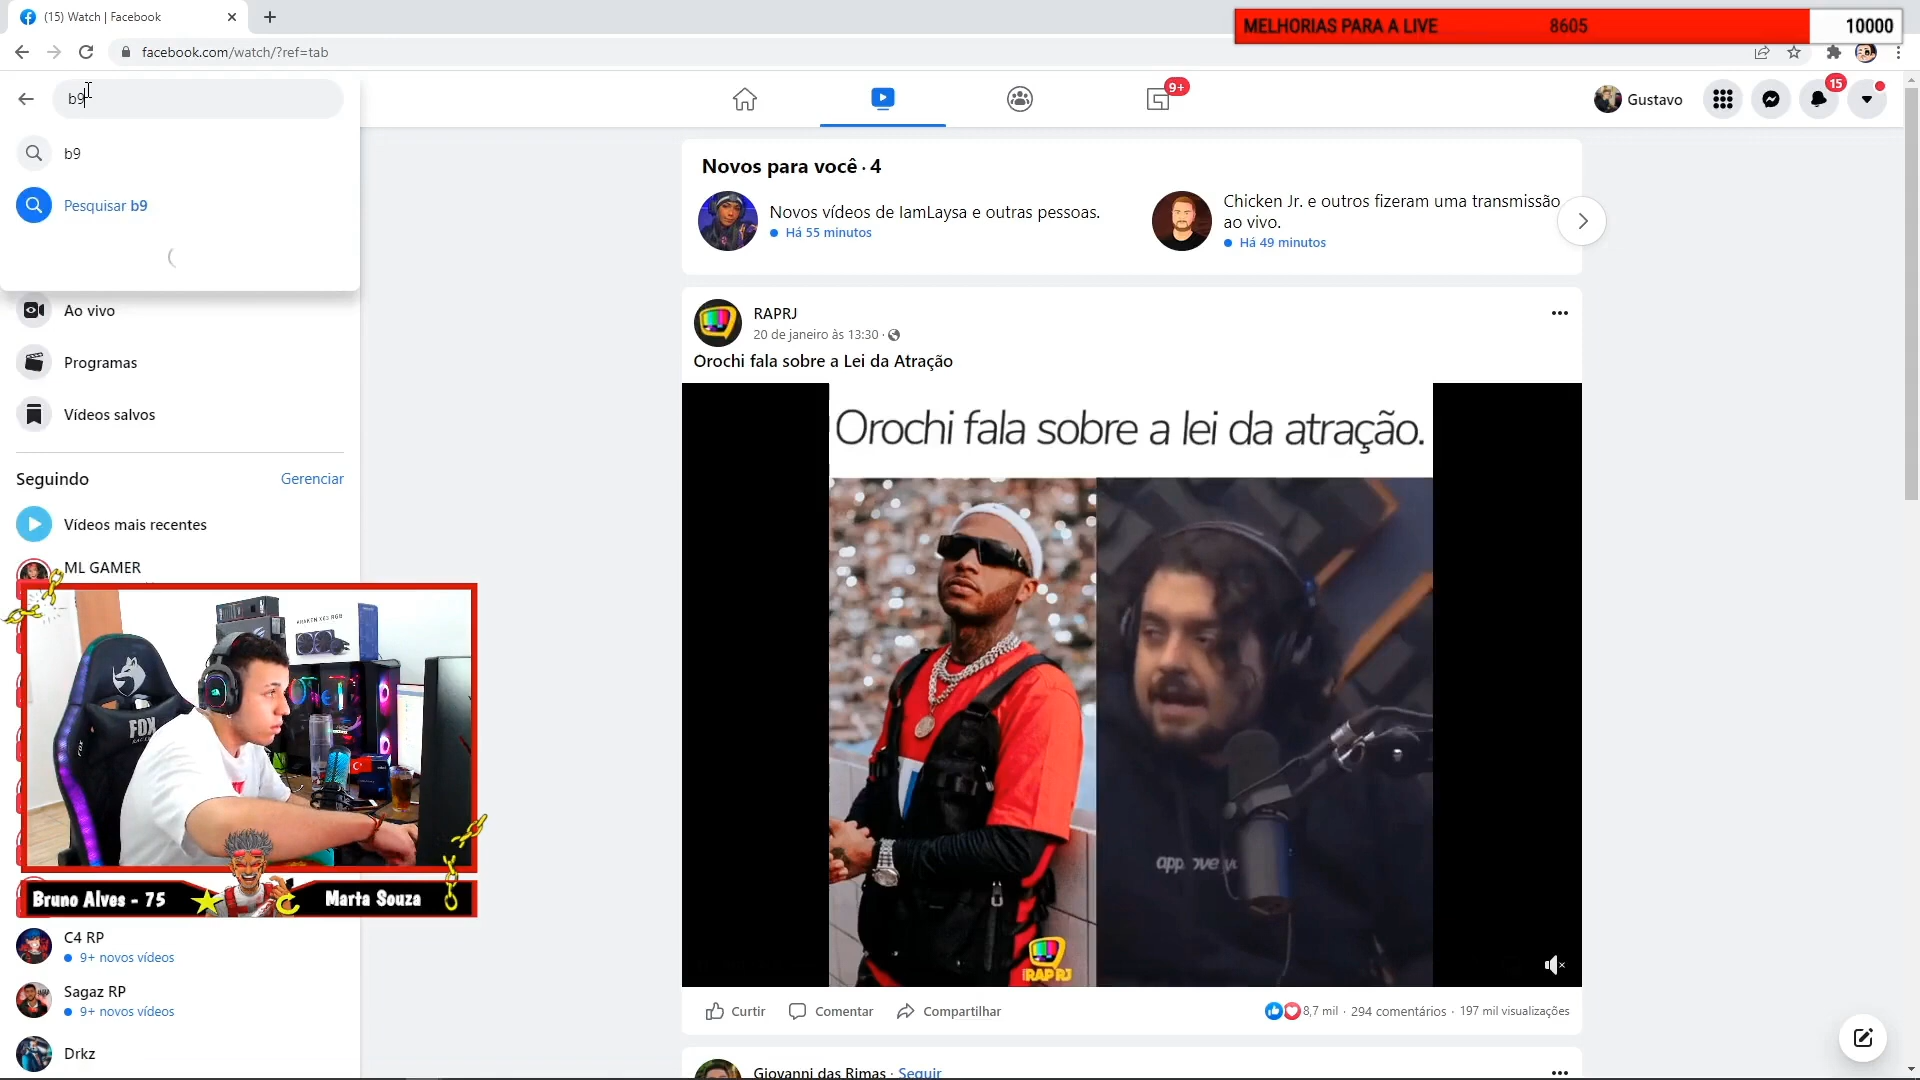 (15) Watch | Facebook
MELHORIAS PARA A LIVE 8605 10000
facebook.com/watch/?ref=tab
b9
9+
Gustavo
15
b9
Pesquisar b9
Novos para você · 4
Novos vídeos de IamLaysa e outras pessoas.
Há 55 minutos
Chicken Jr. e outros fizeram uma transmissão
ao vivo.
Há 49 minutos
Ao vivo
Programas
Vídeos salvos
Seguindo Gerenciar
Vídeos mais recentes
ML GAMER
RAPRJ
20 de janeiro às 13:30 ·
Orochi fala sobre a Lei da Atração
Orochi fala sobre a lei da atração.
KRAKEN X63 RGB
FOX
RAP RJ
Bruno Alves - 75 Marta Souza
C4 RP
9+ novos vídeos
Sagaz RP
9+ novos vídeos
Drkz
Curtir Comentar Compartilhar
8,7 mil · 294 comentários · 197 mil visualizações
Giovanni das Rimas · Seguir